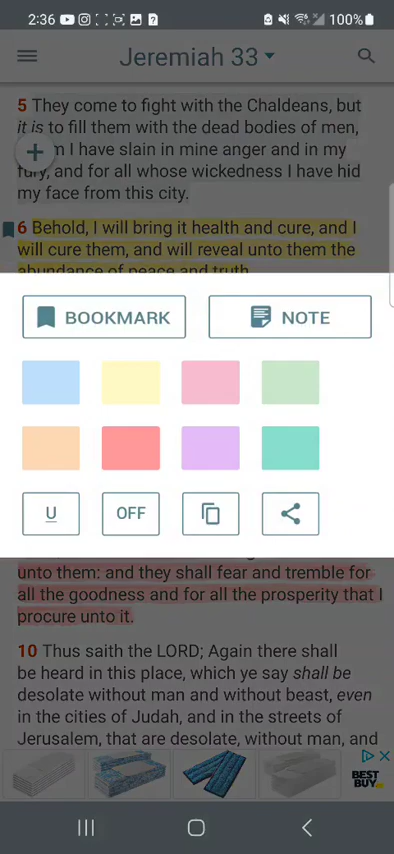 2:36
100%
Jeremiah 33
5 They come to fight with the Chaldeans, but
it is to fill them with the dead bodies of men,
m I have slain in mine anger and in my
fury, and for all whose wickedness I have hid
my face from this city.
6 Behold, I will bring it health and cure, and I
will cure them, and will reveal unto them the
abundance of peace and truth.
BOOKMARK
NOTE
U
OFF
unto them: and they shall fear and tremble for
all the goodness and for all the prosperity that I
procure unto it.
10 Thus saith the LORD; Again there shall
be heard in this place, which ye say shall be
desolate without man and without beast, even
in the cities of Judah, and in the streets of
Jerusalem, that are desolate, without man, and
BEST
BUY